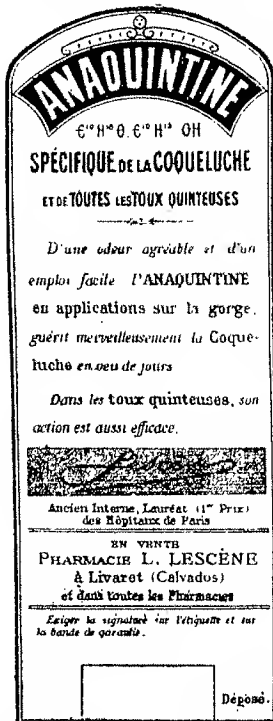 ANAQUINTINE
€¹⁰H¹⁶O.€¹⁰H¹⁵ OH
SPÉCIFIQUE DE LA COQUELUCHE
ET DE TOUTES LES TOUX QUINTEUSES
D'une odeur agréable et d'un
emploi facile l'ANAQUINTINE
en applications sur la gorge,
guérit merveilleusement la Coque-
luche en peu de jours
Dans les toux quinteuses, son
action est aussi efficace.
Ancien Interne, Lauréat (1er Prix)
des Hôpitaux de Paris
EN VENTE
PHARMACIE L. LESCÈNE
À Livarot (Calvados)
et dans toutes les Pharmacies
Exiger la signature sur l'étiquette et sur
la bande de garantie.
Déposé.